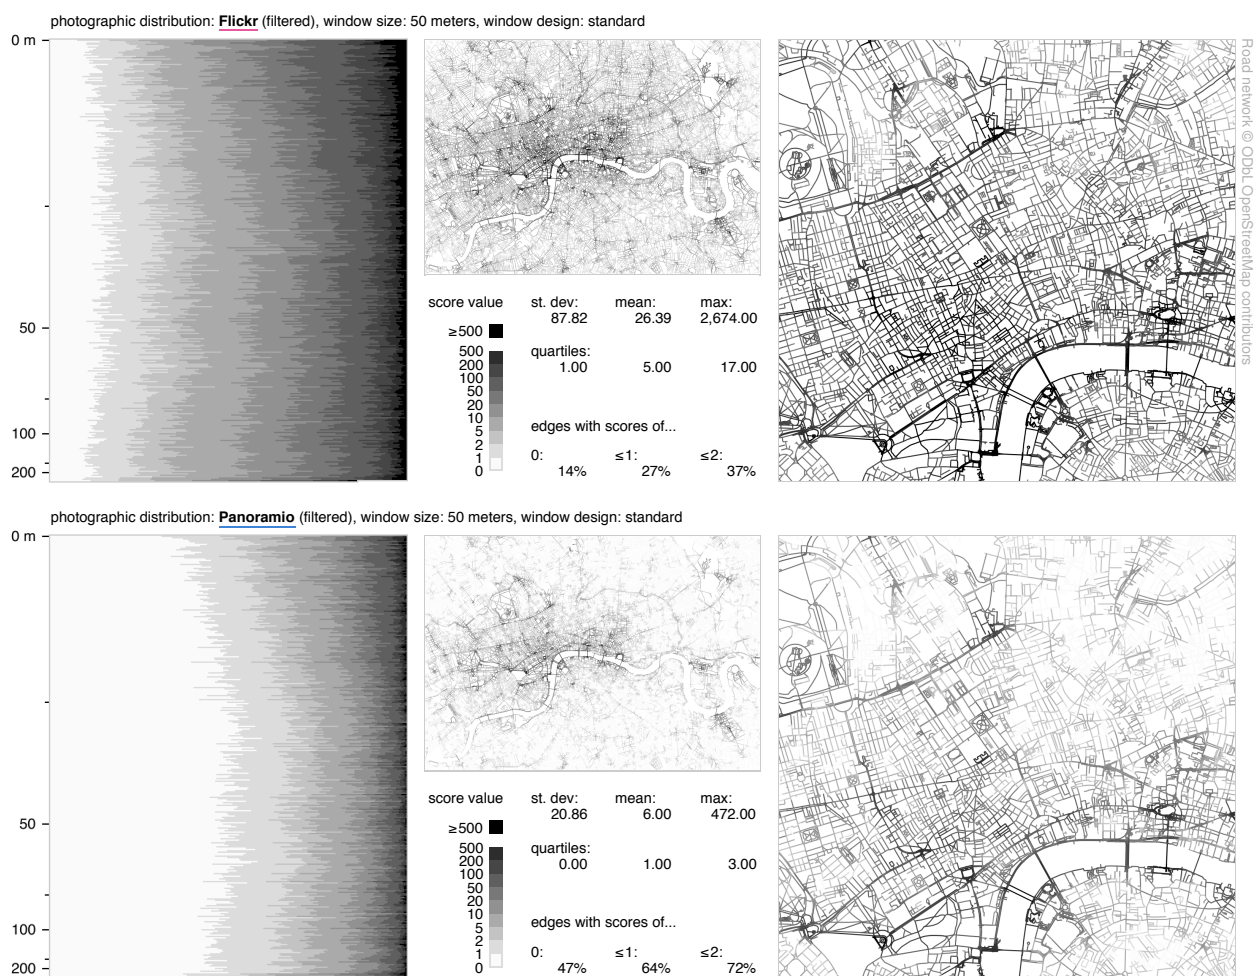 photographic distribution: Flickr (filtered), window size: 50 meters, window design: standard
0 m
50
100
200
score value
≥500
500
200
100
50
20
10
5
2
1
0
st. dev: mean: max:
87.82 26.39 2,674.00
quartiles:
1.00 5.00 17.00
edges with scores of...
0: ≤1: ≤2:
14% 27% 37%
Road network © ODbL OpenStreetMap contributors
photographic distribution: Panoramio (filtered), window size: 50 meters, window design: standard
0 m
50
100
200
score value
≥500
500
200
100
50
20
10
5
2
1
0
st. dev: mean: max:
20.86 6.00 472.00
quartiles:
0.00 1.00 3.00
edges with scores of...
0: ≤1: ≤2:
47% 64% 72%